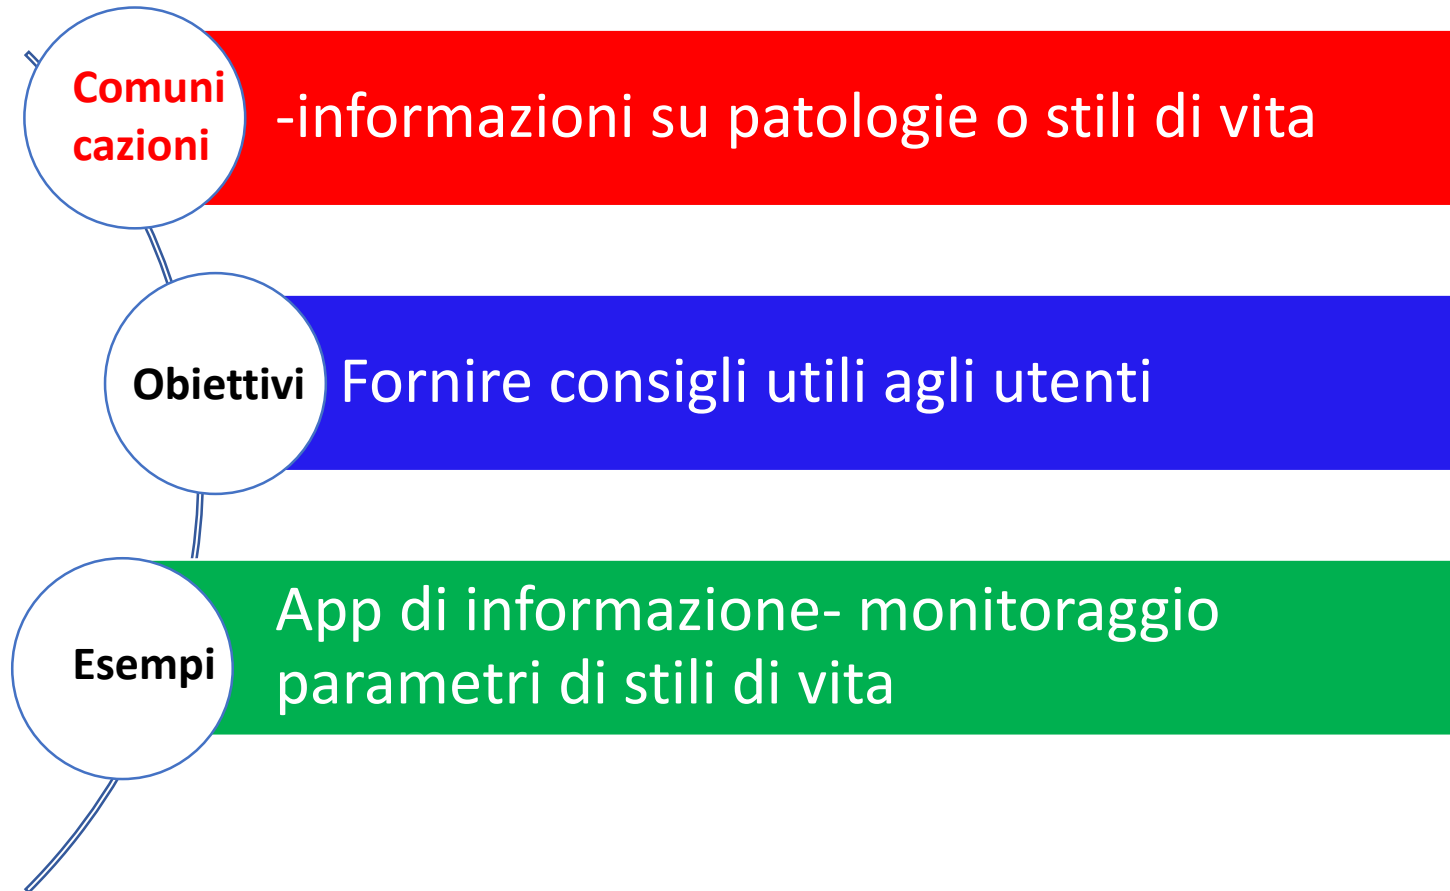 Comuni
cazioni
-informazioni su patologie o stili di vita
Obiettivi
Fornire consigli utili agli utenti
Esempi
App di informazione- monitoraggio
parametri di stili di vita